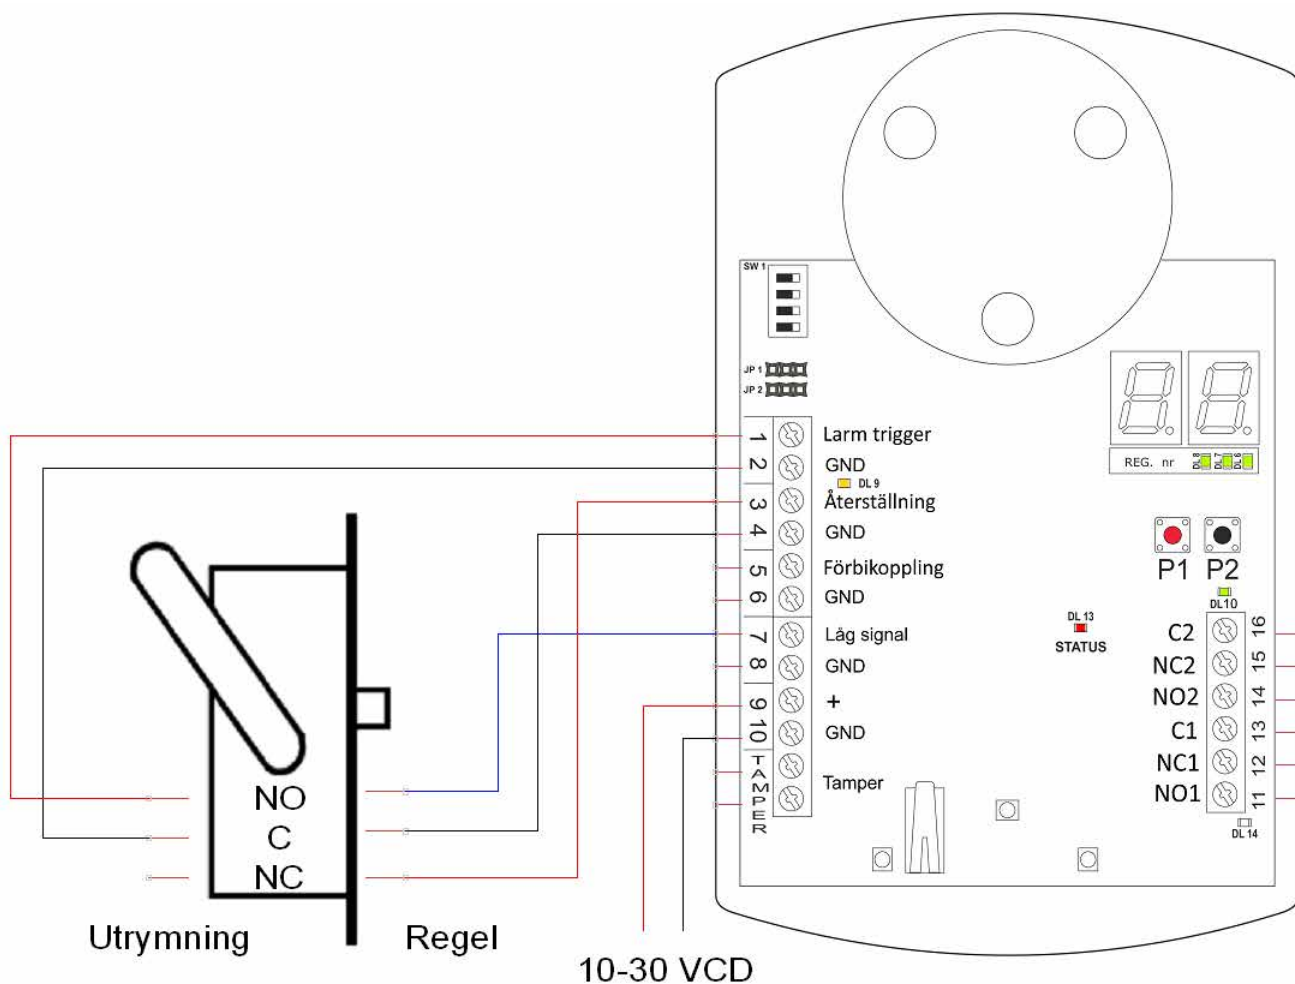 SW 1
JP 1
JP 2
1 Larm trigger
2 GND
DL 9
3 Återställning
4 GND
5 Förbikoppling
6 GND
7 Låg signal
8 GND
9 +
10 GND
TAMPER Tamper
REG. nr DL 8 DL 7 DL 6
P1 P2
DL10
DL 13
STATUS
C2 16
NC2 15
NO2 14
C1 13
NC1 12
NO1 11
DL 14
NO
C
NC
Utrymning
Regel
10-30 VCD